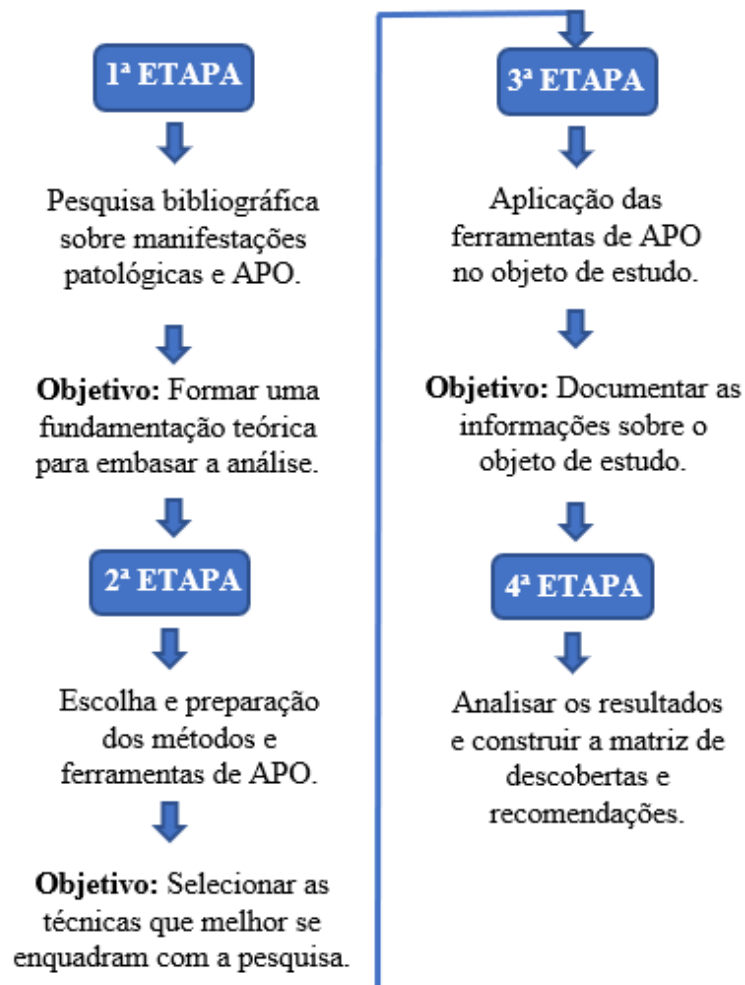 1ª ETAPA
Pesquisa bibliográfica
sobre manifestações
patológicas e APO.
Objetivo: Formar uma
fundamentação teórica
para embasar a análise.
2ª ETAPA
Escolha e preparação
dos métodos e
ferramentas de APO.
Objetivo: Selecionar as
técnicas que melhor se
enquadram com a pesquisa.
3ª ETAPA
Aplicação das
ferramentas de APO
no objeto de estudo.
Objetivo: Documentar as
informações sobre o
objeto de estudo.
4ª ETAPA
Analisar os resultados
e construir a matriz de
descobertas e
recomendações.